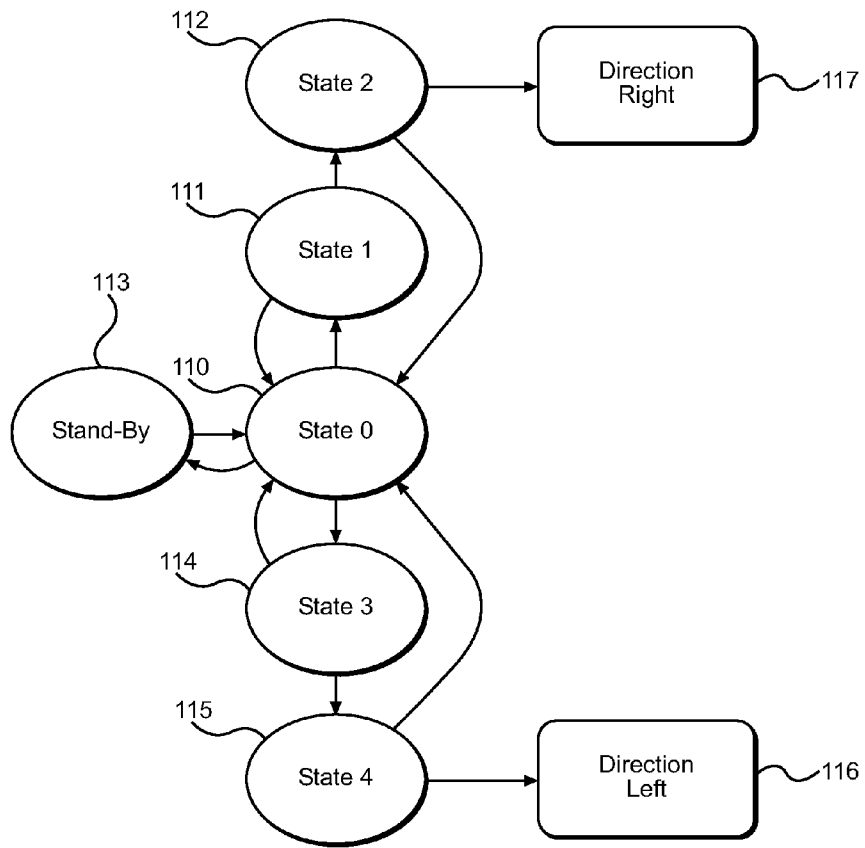 112
State 2
Direction
Right
117
111
State 1
113
110
Stand-By
State 0
114
State 3
115
State 4
Direction
Left
116